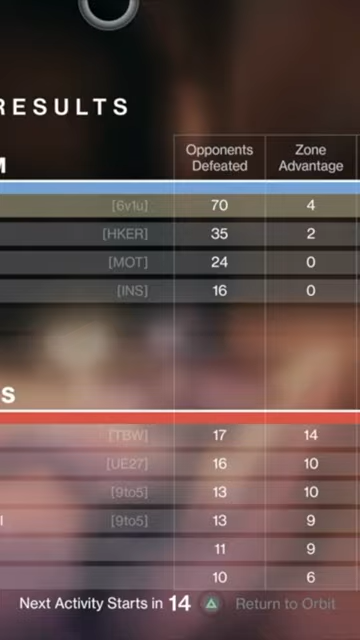 RESULTS
Opponents Defeated Zone Advantage
M
[6v1u] 70 4
[HKER] 35 2
[MOT] 24 0
[INS] 16 0
S
[TBW] 17 14
[UE27] 16 10
[9to5] 13 10
l [9to5] 13 9
11 9
10 6
Next Activity Starts in 14 Return to Orbit